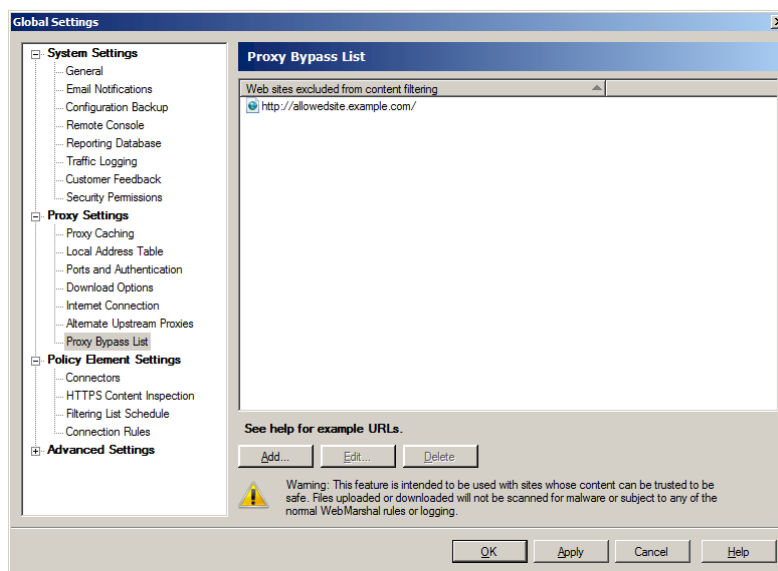 Global Settings
System Settings
General
Email Notifications
Configuration Backup
Remote Console
Reporting Database
Traffic Logging
Customer Feedback
Security Permissions
Proxy Settings
Proxy Caching
Local Address Table
Ports and Authentication
Download Options
Internet Connection
Alternate Upstream Proxies
Proxy Bypass List
Policy Element Settings
Connectors
HTTPS Content Inspection
Filtering List Schedule
Connection Rules
Advanced Settings
Proxy Bypass List
Web sites excluded from content filtering
http://allowedsite.example.com/
See help for example URLs.
Add...
Edit...
Delete
Warning: This feature is intended to be used with sites whose content can be trusted to be
safe. Files uploaded or downloaded will not be scanned for malware or subject to any of the
normal WebMarshal rules or logging.
OK
Apply
Cancel
Help